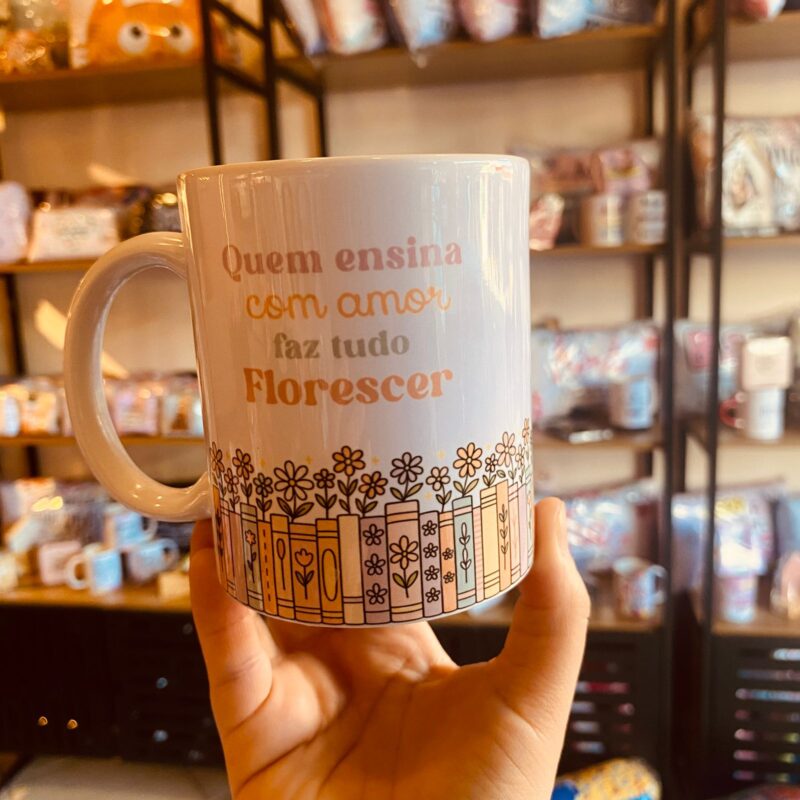 Quem ensina
com amor
faz tudo
Florescer